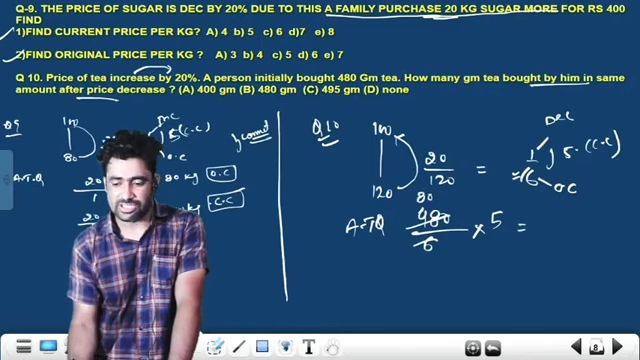 Q-9. THE PRICE OF SUGAR IS DEC BY 20% DUE TO THIS A FAMILY PURCHASE 20 KG SUGAR MORE FOR RS 400
FIND
1)FIND CURRENT PRICE PER KG? A) 4 b) 5 c) 6 d)7 e) 8
2)FIND ORIGINAL PRICE PER KG ? A) 3 b) 4 c) 5 d) 6 e) 7
Q 10. Price of tea increase by 20%. A person initially bought 480 Gm tea. How many gm tea bought by him in same
amount after price decrease ? (A) 400 gm (B) 480 gm (C) 495 gm (D) none
Q9 100
80
5 (C.C)
O.C
A.T.Q 20
1
80 kg O.C
20
kg C.C
Q10 100
120
20/120 = 1/6
Dec
5 (C.C)
OC
A.T.Q 480/6 × 5 =
80
8